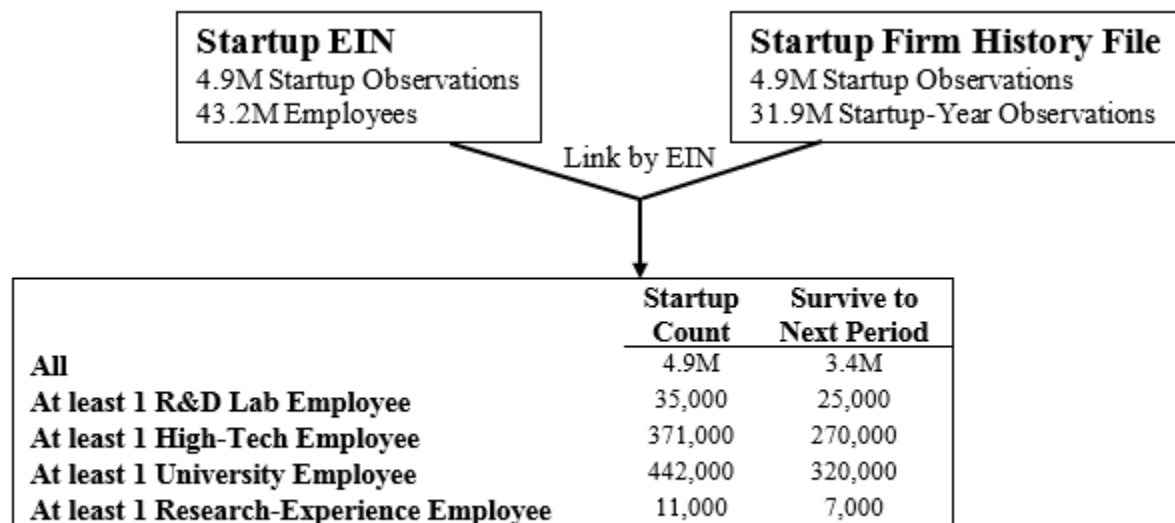 Startup EIN
4.9M Startup Observations
43.2M Employees
Startup Firm History File
4.9M Startup Observations
31.9M Startup-Year Observations
Link by EIN
Startup Count
Survive to Next Period
All 4.9M 3.4M
At least 1 R&D Lab Employee 35,000 25,000
At least 1 High-Tech Employee 371,000 270,000
At least 1 University Employee 442,000 320,000
At least 1 Research-Experience Employee 11,000 7,000